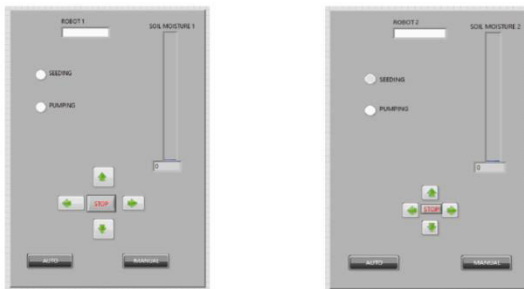 ROBOT 1
SOIL MOISTURE 1
SEEDING
PUMPING
0
STOP
AUTO
MANUAL
ROBOT 2
SOIL MOISTURE 2
SEEDING
PUMPING
0
STOP
AUTO
MANUAL